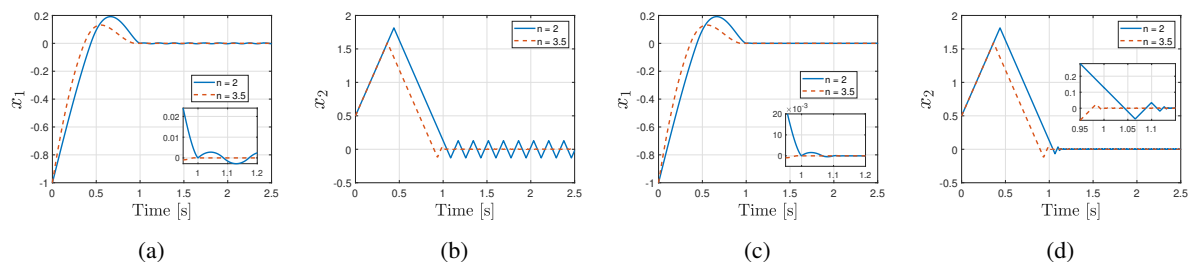 0.2
0
-0.2
-0.4
-0.6
-0.8
-1
x1
n = 2
n = 3.5
0.02
0.01
0
1
1.1
1.2
0 0.5 1 1.5 2 2.5
Time [s]
(a)
2
1.5
1
0.5
0
-0.5
x2
n = 2
n = 3.5
0 0.5 1 1.5 2 2.5
Time [s]
(b)
0.2
0
-0.2
-0.4
-0.6
-0.8
-1
x1
n = 2
n = 3.5
×10-3
20
10
0
1
1.1
1.2
0 0.5 1 1.5 2 2.5
Time [s]
(c)
2
1.5
1
0.5
0
-0.5
x2
n = 2
n = 3.5
0.2
0.1
0
0.95 1 1.05 1.1
0 0.5 1 1.5 2 2.5
Time [s]
(d)